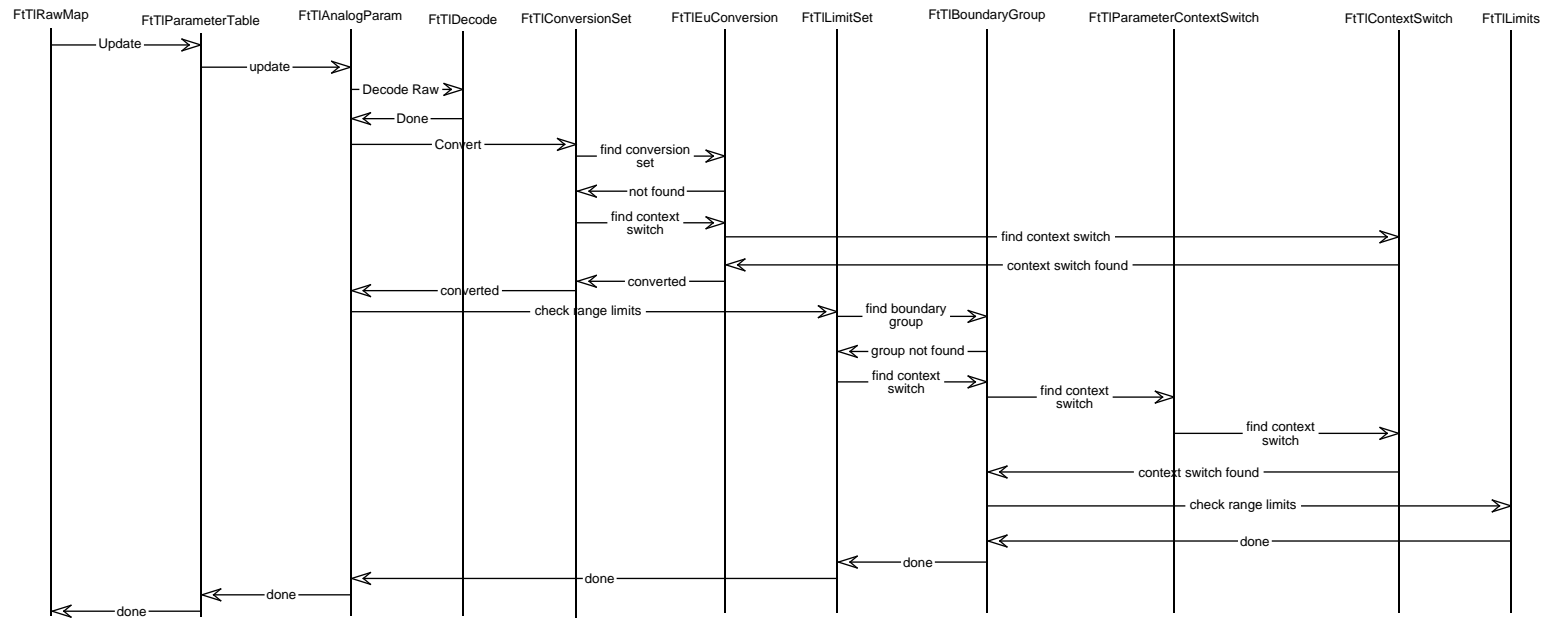 FtTlRawMap
FtTlParameterTable
FtTlAnalogParam
FtTlDecode
FtTlConversionSet
FtTlEuConversion
FtTlLimitSet
FtTlBoundaryGroup
FtTlParameterContextSwitch
FtTlContextSwitch
FtTlLimits
Update
update
Decode Raw
Done
Convert
find conversion
set
not found
find context
switch
find context switch
context switch found
converted
converted
check range limits
find boundary
group
group not found
find context
switch
find context
switch
find context
switch
context switch found
check range limits
done
done
done
done
done